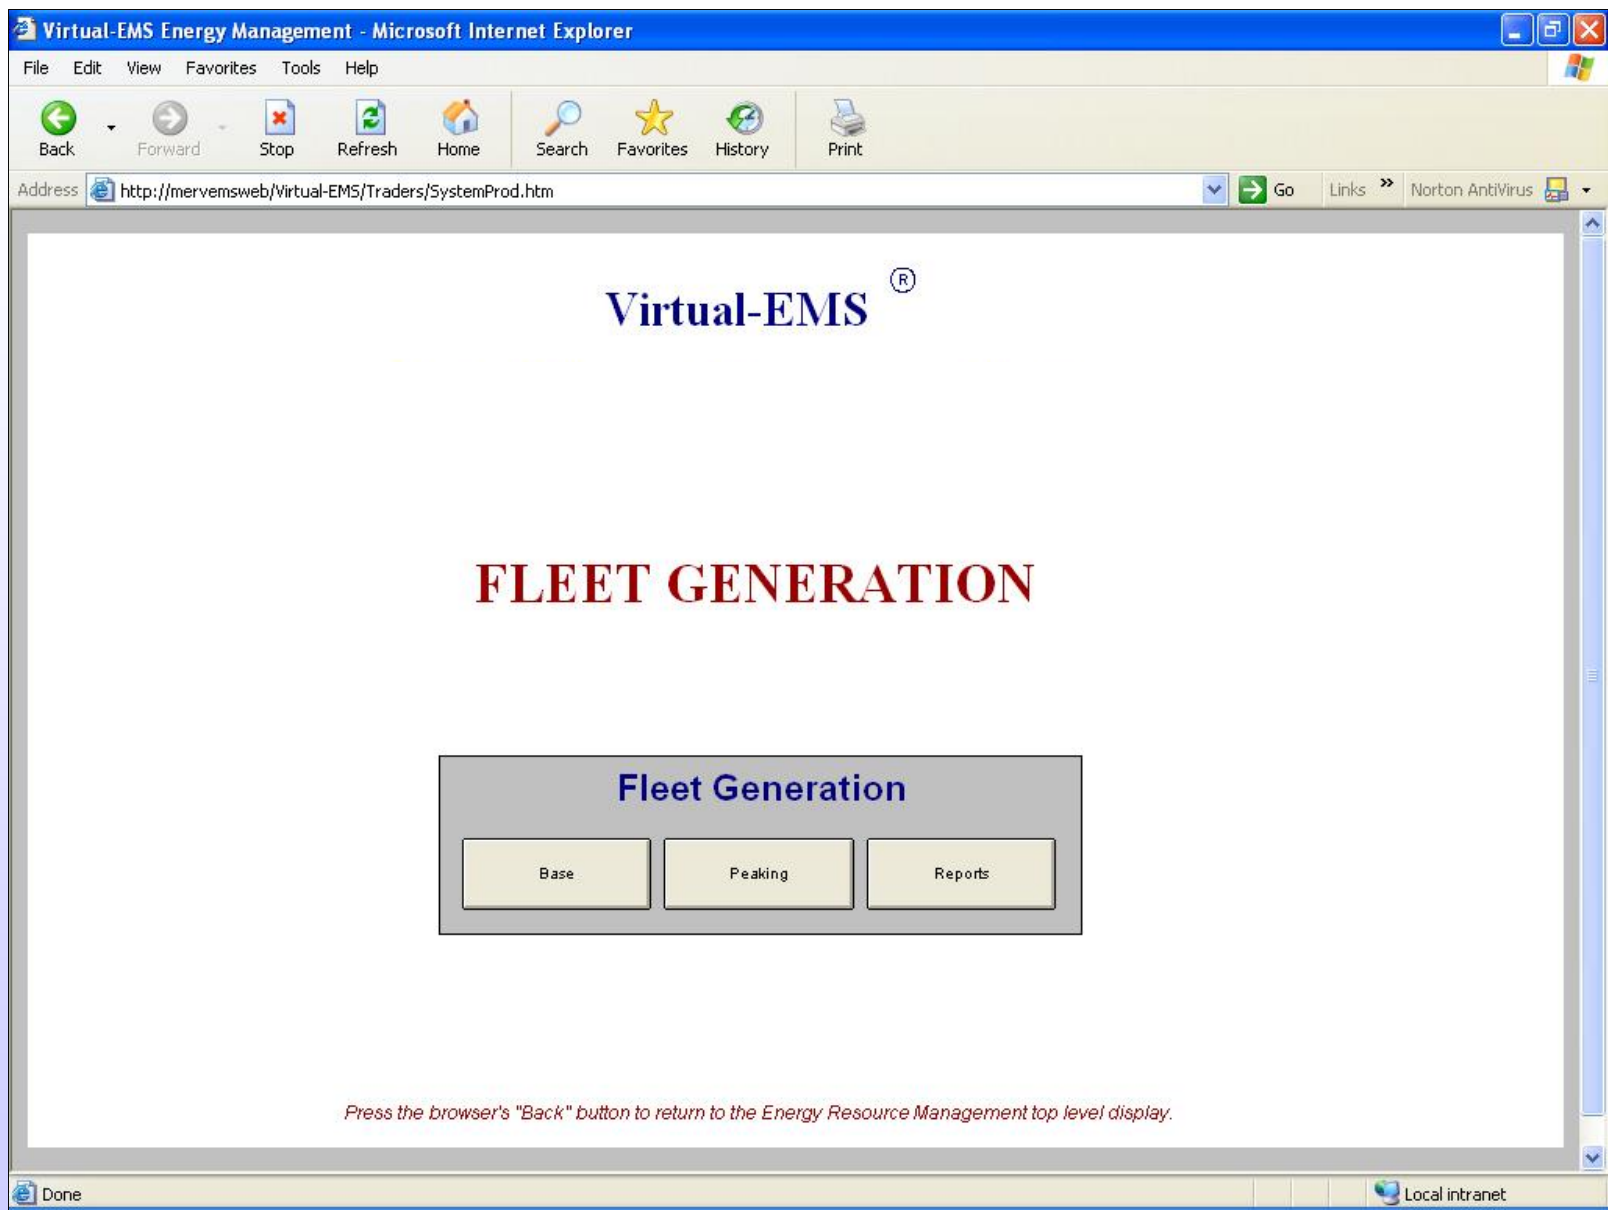 Virtual-EMS Energy Management - Microsoft Internet Explorer
File Edit View Favorites Tools Help
Back Forward Stop Refresh Home Search Favorites History Print
Address http://mervemsweb/Virtual-EMS/Traders/SystemProd.htm Go Links » Norton AntiVirus
Virtual-EMS ®
FLEET GENERATION
Fleet Generation
Base Peaking Reports
Press the browser's "Back" button to return to the Energy Resource Management top level display.
Done Local intranet